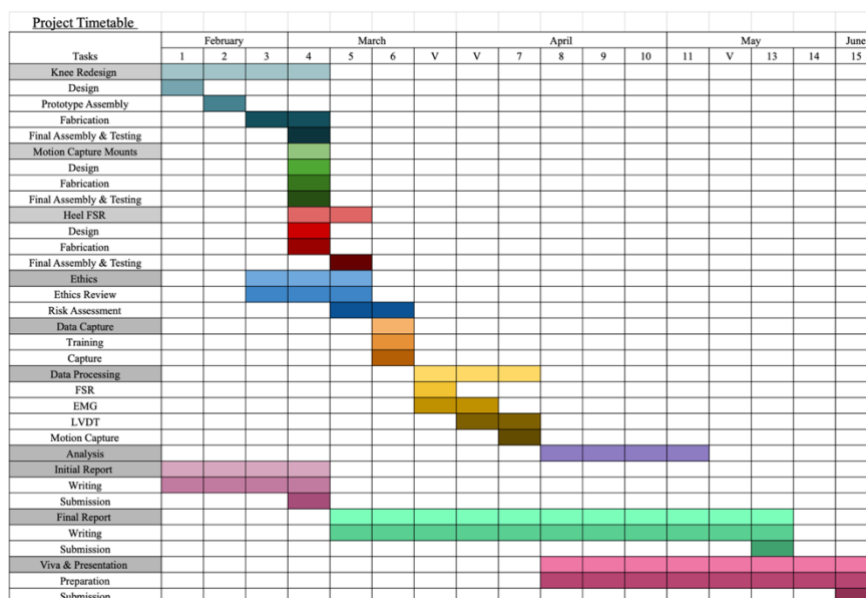 Project Timetable
February March April May June
Tasks 1 2 3 4 5 6 V V 7 8 9 10 11 V 13 14 15
Knee Redesign
Design
Prototype Assembly
Fabrication
Final Assembly & Testing
Motion Capture Mounts
Design
Fabrication
Final Assembly & Testing
Heel FSR
Design
Fabrication
Final Assembly & Testing
Ethics
Ethics Review
Risk Assessment
Data Capture
Training
Capture
Data Processing
FSR
EMG
LVDT
Motion Capture
Analysis
Initial Report
Writing
Submission
Final Report
Writing
Submission
Viva & Presentation
Preparation
Submission